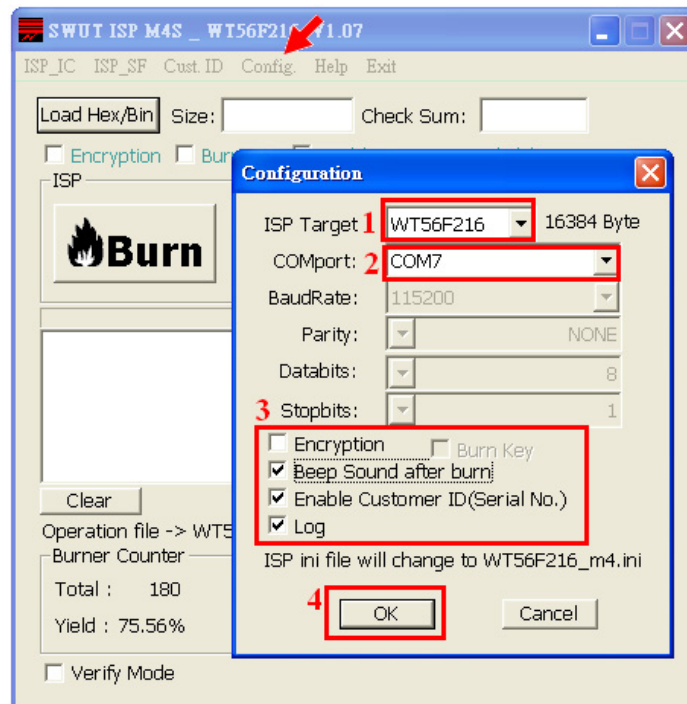 SWUT ISP M4S _ WT56F216 V1.07
ISP_IC ISP_SF Cust. ID Config. Help Exit
Load Hex/Bin Size: Check Sum:
Encryption
ISP
Burn
Configuration
ISP Target 1 WT56F216 16384 Byte
COMport: 2 COM7
BaudRate: 115200
Parity: NONE
Databits: 8
3 Stopbits: 1
Encryption Burn Key
Beep Sound after burn
Enable Customer ID(Serial No.)
Log
ISP ini file will change to WT56F216_m4.ini
4 OK Cancel
Clear
Operation file ->
Burner Counter
Total : 180
Yield : 75.56%
Verify Mode